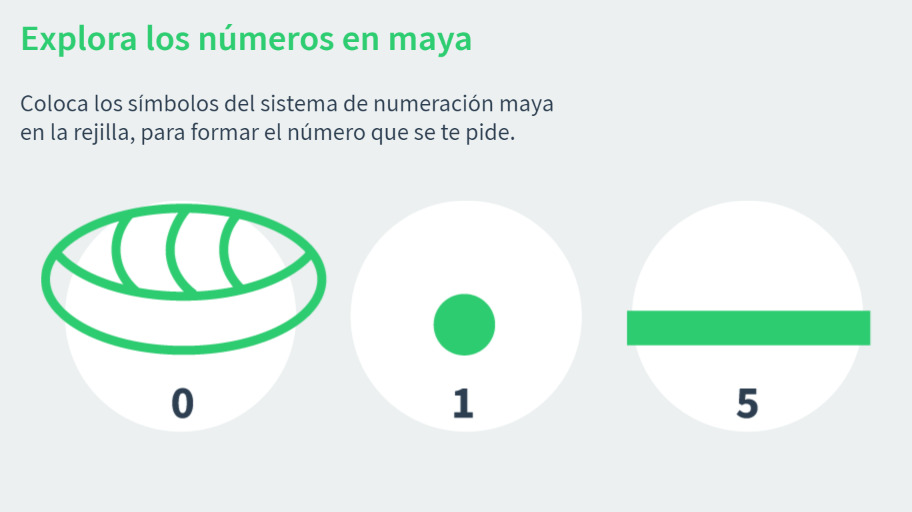 Explora los números en maya
Coloca los símbolos del sistema de numeración maya
en la rejilla, para formar el número que se te pide.
0 1 5